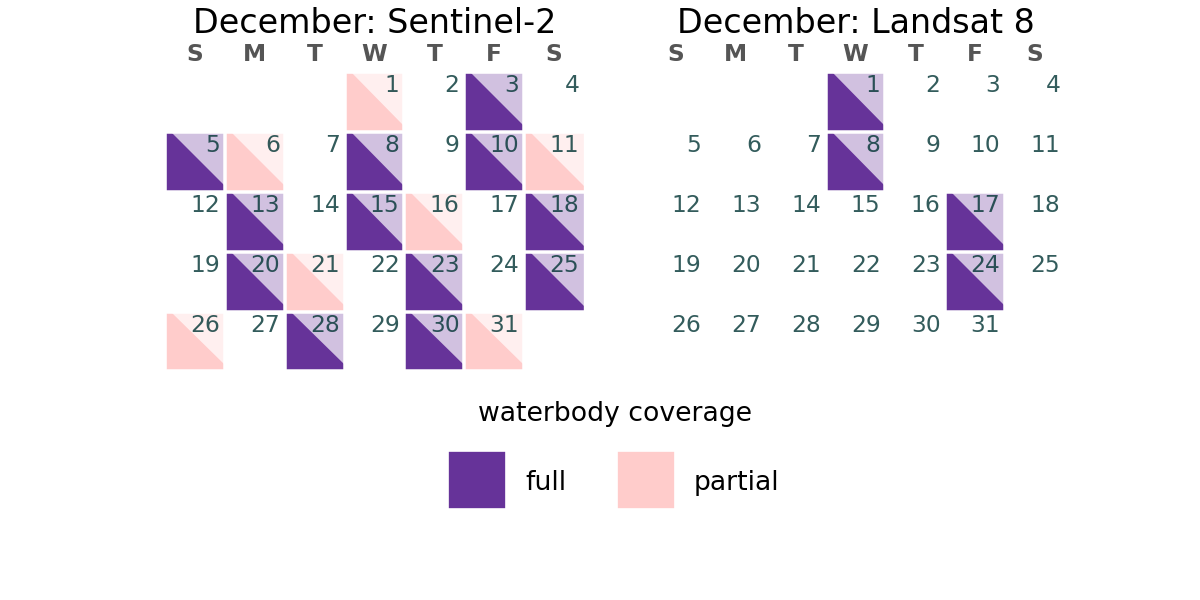 December: Sentinel-2
S M T W T F S
1 2 3 4
5 6 7 8 9 10 11
12 13 14 15 16 17 18
19 20 21 22 23 24 25
26 27 28 29 30 31
December: Landsat 8
S M T W T F S
1 2 3 4
5 6 7 8 9 10 11
12 13 14 15 16 17 18
19 20 21 22 23 24 25
26 27 28 29 30 31
waterbody coverage
full
partial